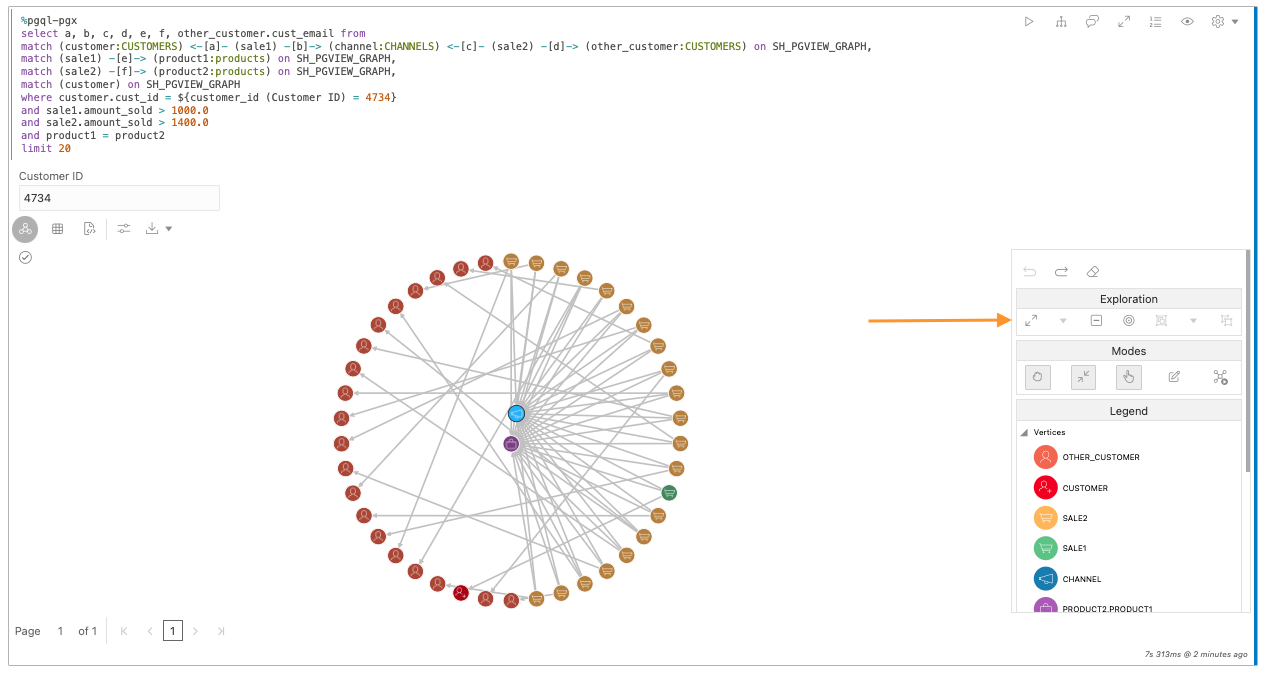 %pgql-pgx
select a, b, c, d, e, f, other_customer.cust_email from
match (customer:CUSTOMERS) <-[a]- (sale1) -[b]-> (channel:CHANNELS) <-[c]- (sale2) -[d]-> (other_customer:CUSTOMERS) on SH_PGVIEW_GRAPH,
match (sale1) -[e]-> (product1:products) on SH_PGVIEW_GRAPH,
match (sale2) -[f]-> (product2:products) on SH_PGVIEW_GRAPH,
match (customer) on SH_PGVIEW_GRAPH
where customer.cust_id = ${customer_id (Customer ID) = 4734}
and sale1.amount_sold > 1000.0
and sale2.amount_sold > 1400.0
and product1 = product2
limit 20
Customer ID
4734
Exploration
Modes
Legend
Vertices
OTHER_CUSTOMER
CUSTOMER
SALE2
SALE1
CHANNEL
PRODUCT2,PRODUCT1
Page 1 of 1 1
7s 313ms @ 2 minutes ago